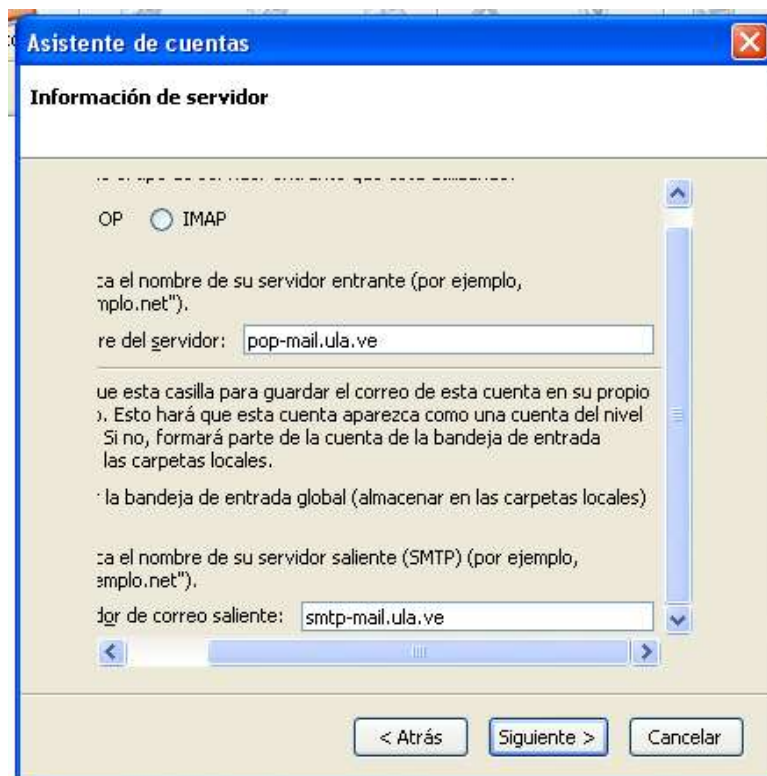 Asistente de cuentas
Información de servidor
OP IMAP
ca el nombre de su servidor entrante (por ejemplo,
mplo.net").
re del servidor: pop-mail.ula.ve
ue esta casilla para guardar el correo de esta cuenta en su propio
o. Esto hará que esta cuenta aparezca como una cuenta del nivel
Si no, formará parte de la cuenta de la bandeja de entrada
las carpetas locales.
r la bandeja de entrada global (almacenar en las carpetas locales)
ca el nombre de su servidor saliente (SMTP) (por ejemplo,
emplo.net").
dor de correo saliente: smtp-mail.ula.ve
< Atrás Siguiente > Cancelar